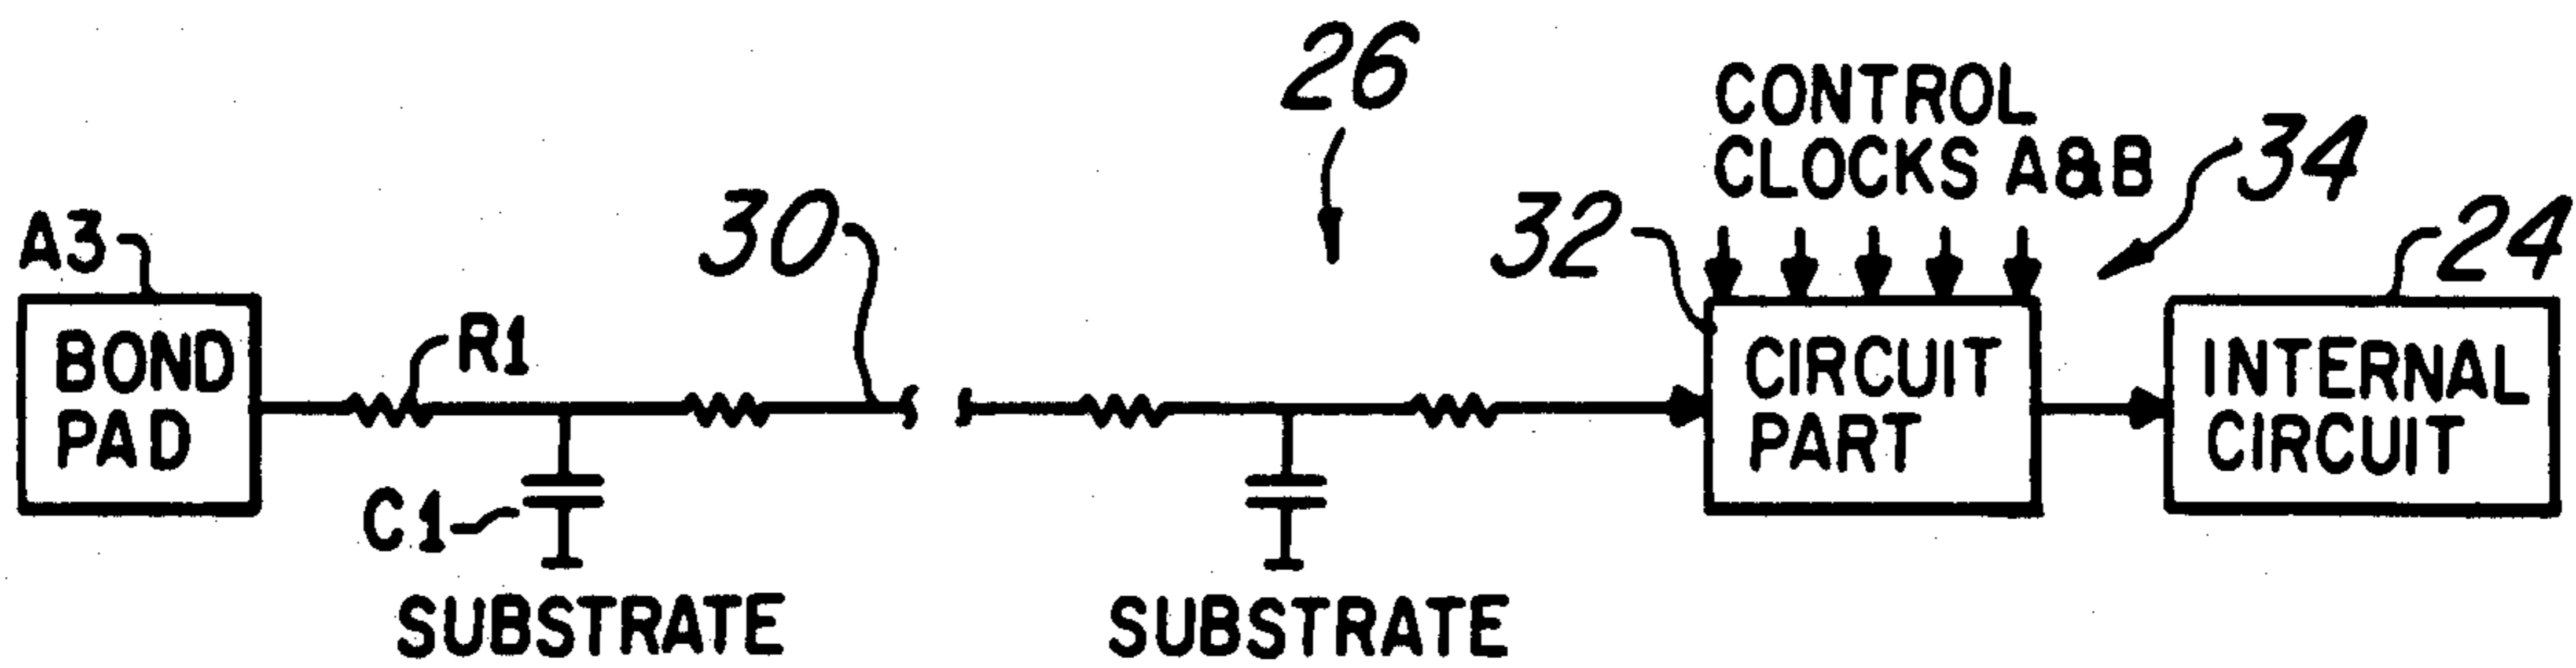 26
CONTROL
CLOCKS A&B
34
A3
30
32
24
BOND
PAD
R1
CIRCUIT
PART
INTERNAL
CIRCUIT
C1
SUBSTRATE
SUBSTRATE